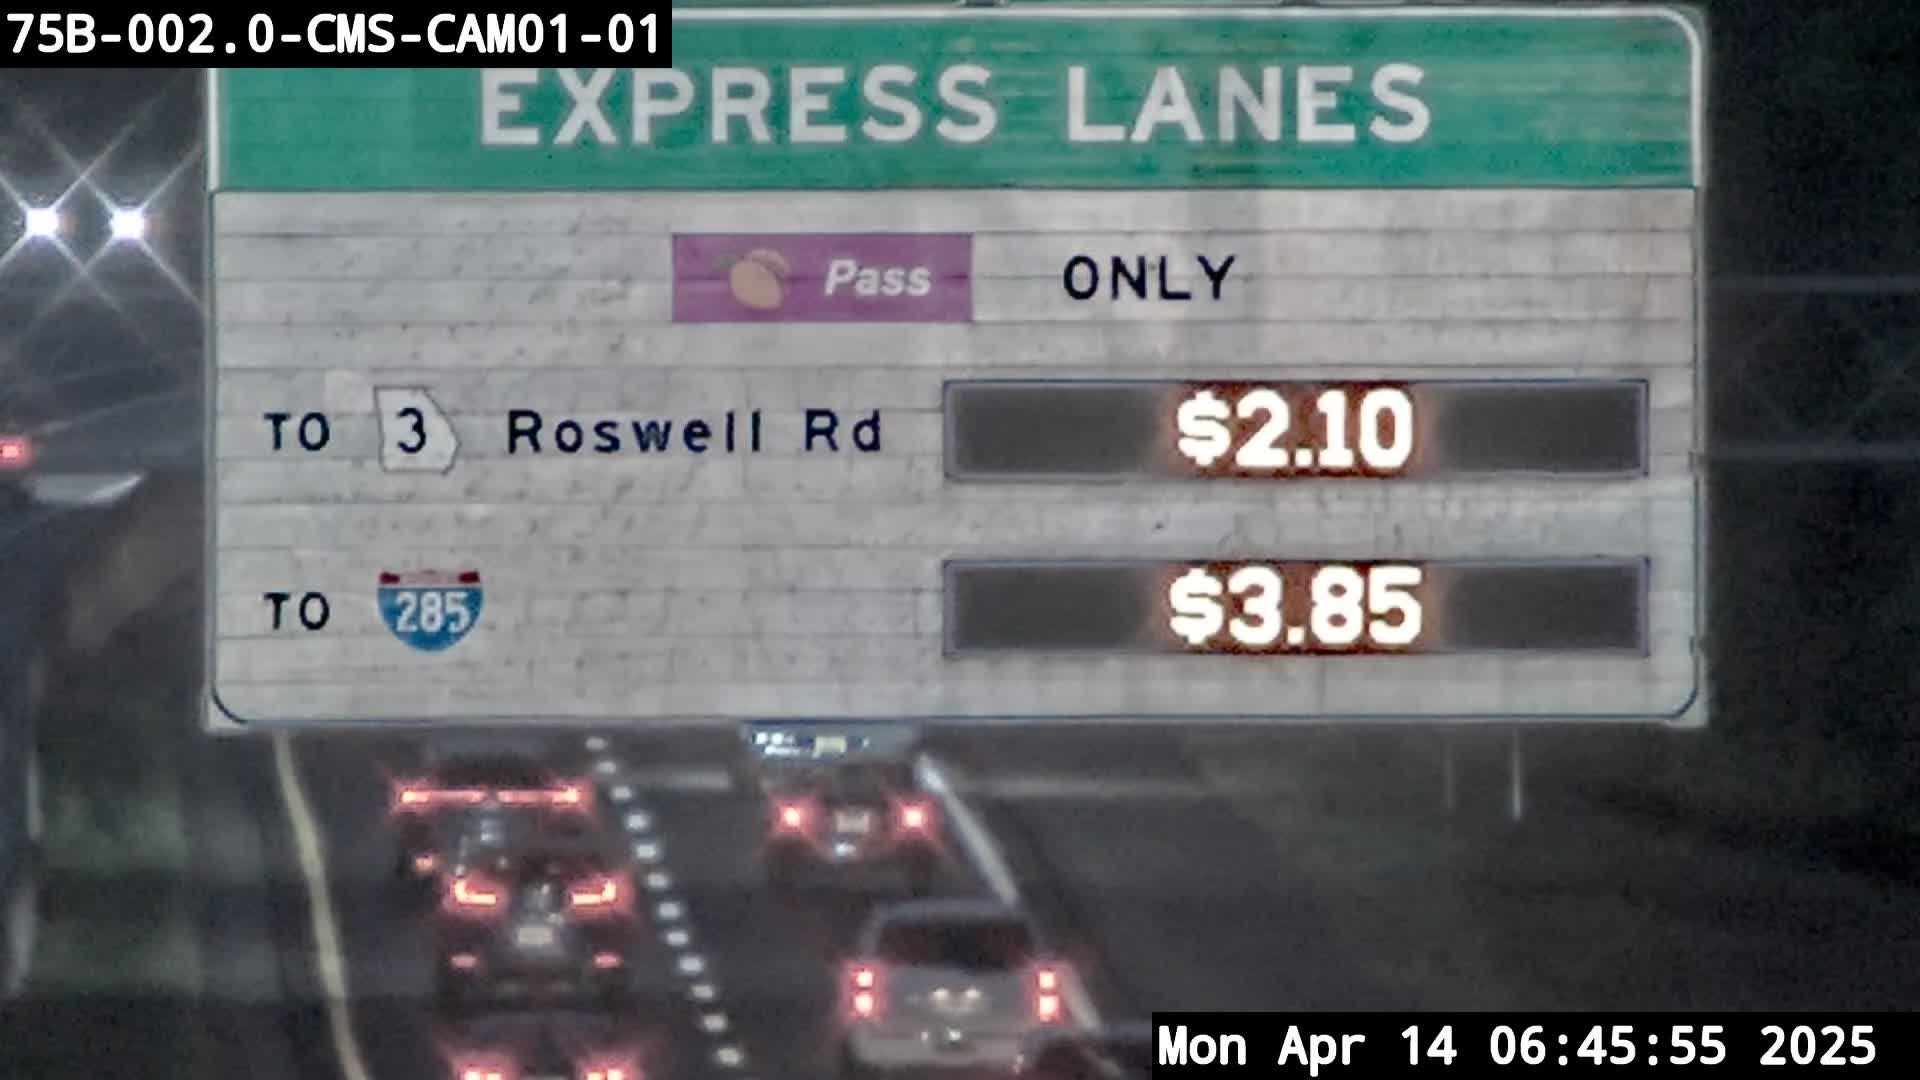 75B-002.0-CMS-CAM01-01
EXPRESS LANES
Pass ONLY
TO 3 Roswell Rd $2.10
TO 285 $3.85
Mon Apr 14 06:45:55 2025